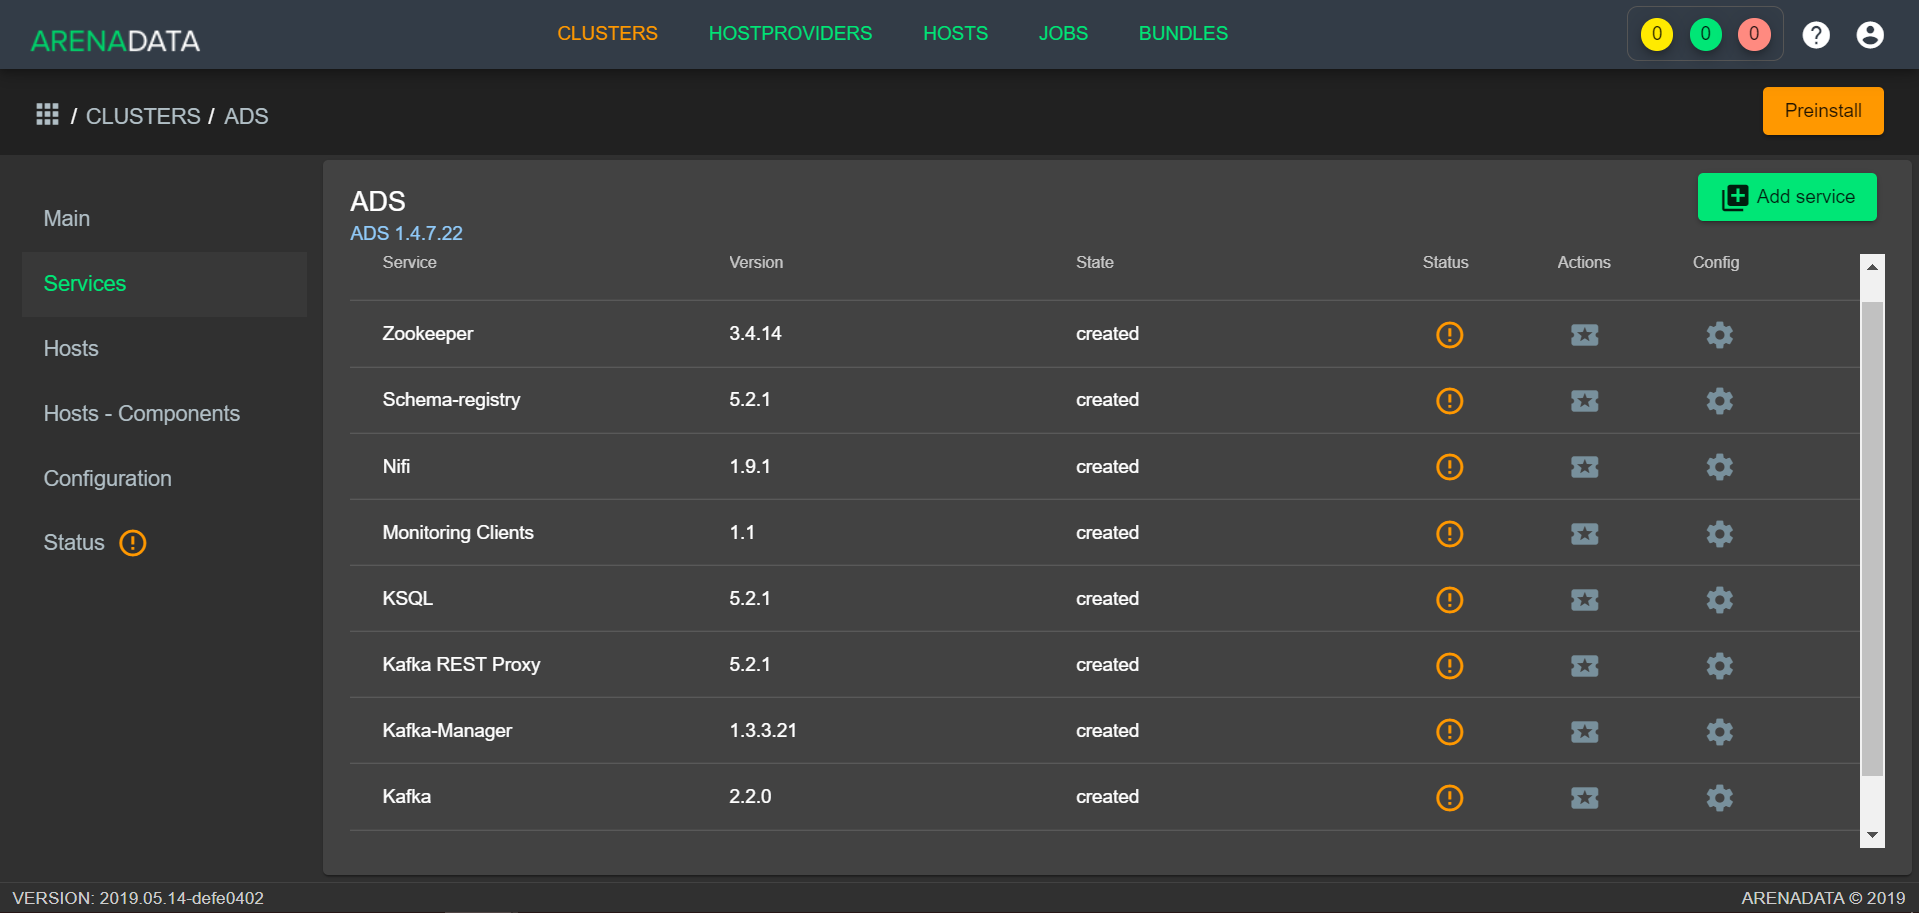 ARENADATA
CLUSTERS HOSTPROVIDERS HOSTS JOBS BUNDLES
0 0 0 ?
/ CLUSTERS / ADS
Preinstall
Main
Services
Hosts
Hosts - Components
Configuration
Status
ADS
ADS 1.4.7.22
Add service
Service Version State Status Actions Config
Zookeeper 3.4.14 created
Schema-registry 5.2.1 created
Nifi 1.9.1 created
Monitoring Clients 1.1 created
KSQL 5.2.1 created
Kafka REST Proxy 5.2.1 created
Kafka-Manager 1.3.3.21 created
Kafka 2.2.0 created
VERSION: 2019.05.14-defe0402
ARENADATA © 2019